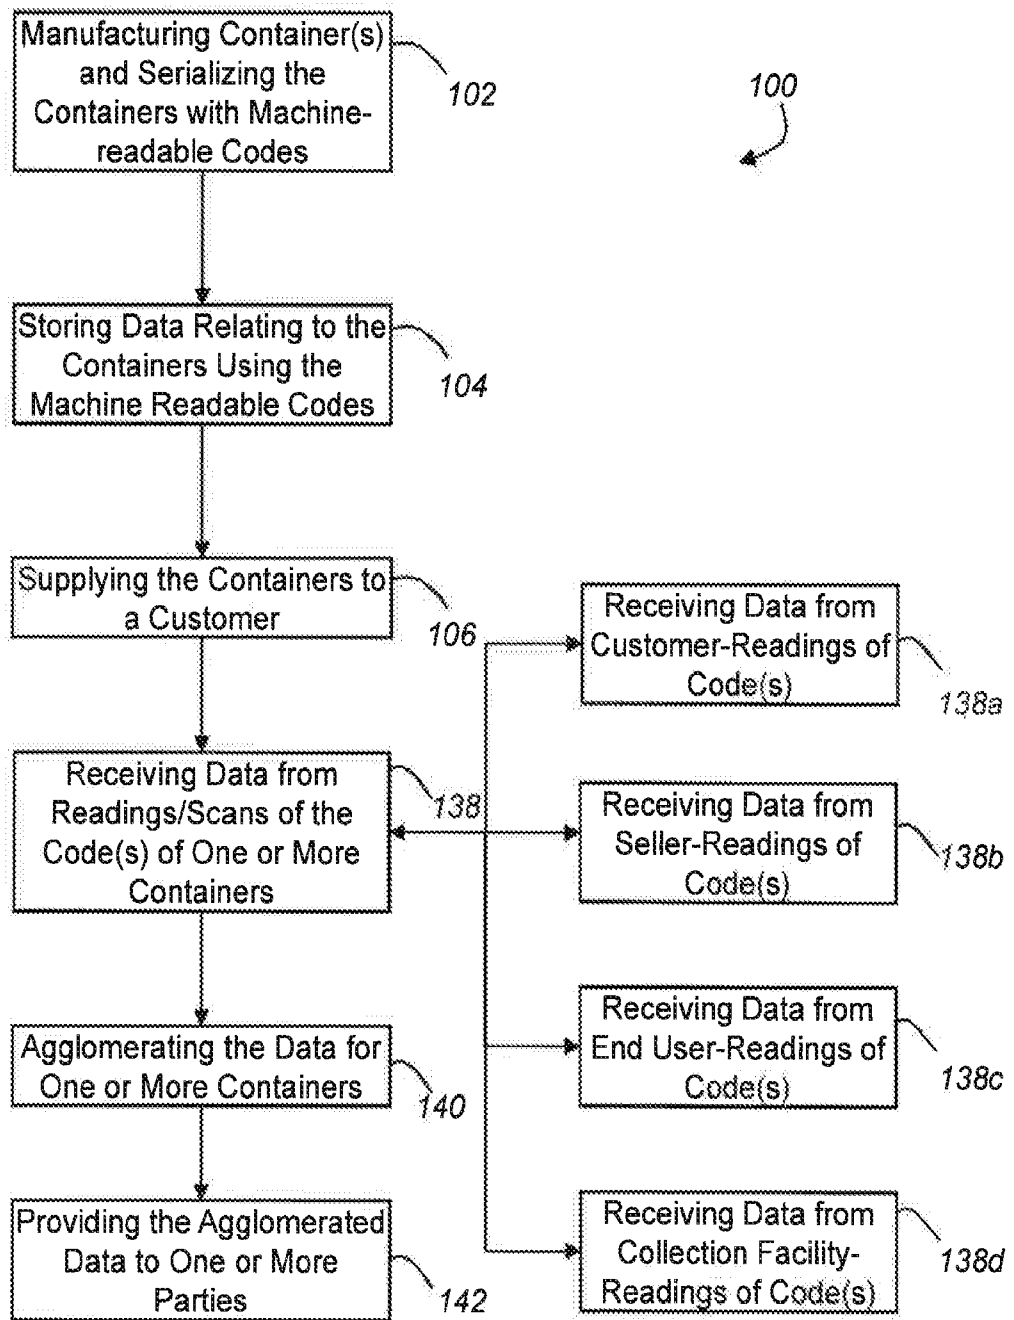 Manufacturing Container(s)
and Serializing the
Containers with Machine-
readable Codes
102
100
Storing Data Relating to the
Containers Using the
Machine Readable Codes
104
Supplying the Containers to
a Customer
106
Receiving Data from
Readings/Scans of the
Code(s) of One or More
Containers
138
Receiving Data from
Customer-Readings of
Code(s)
138a
Receiving Data from
Seller-Readings of
Code(s)
138b
Receiving Data from
End User-Readings of
Code(s)
138c
Receiving Data from
Collection Facility-
Readings of Code(s)
138d
Agglomerating the Data for
One or More Containers
140
Providing the Agglomerated
Data to One or More
Parties
142